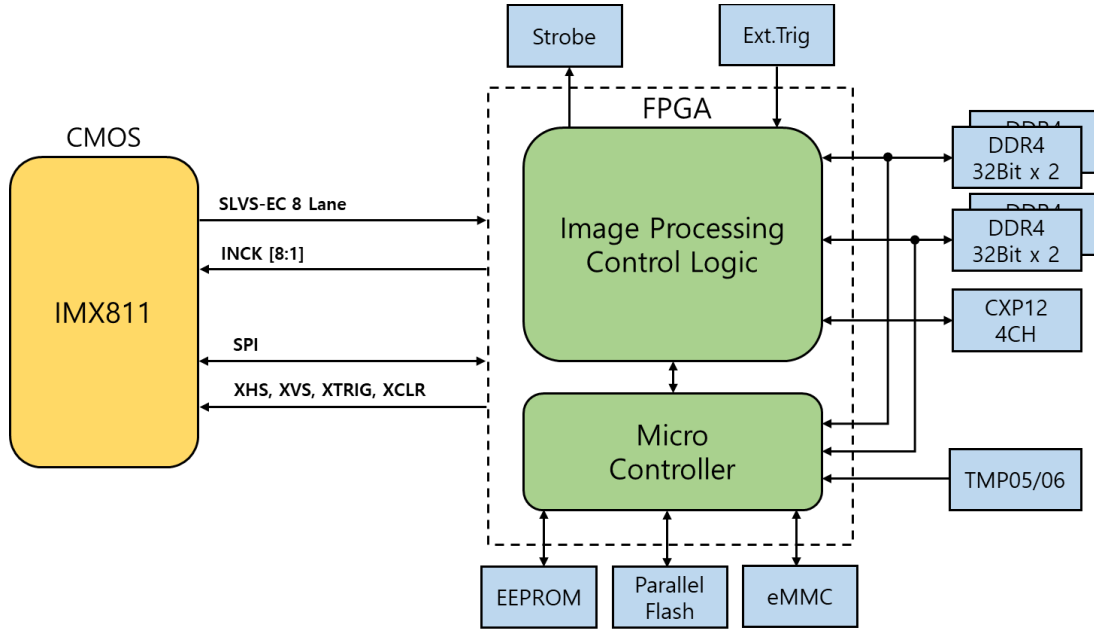 Strobe
Ext.Trig
FPGA
CMOS
IMX811
SLVS-EC 8 Lane
INCK [8:1]
SPI
XHS, XVS, XTRIG, XCLR
Image Processing
Control Logic
Micro
Controller
DDR4
DDR4
32Bit x 2
DDR4
DDR4
32Bit x 2
CXP12
4CH
TMP05/06
EEPROM
Parallel
Flash
eMMC